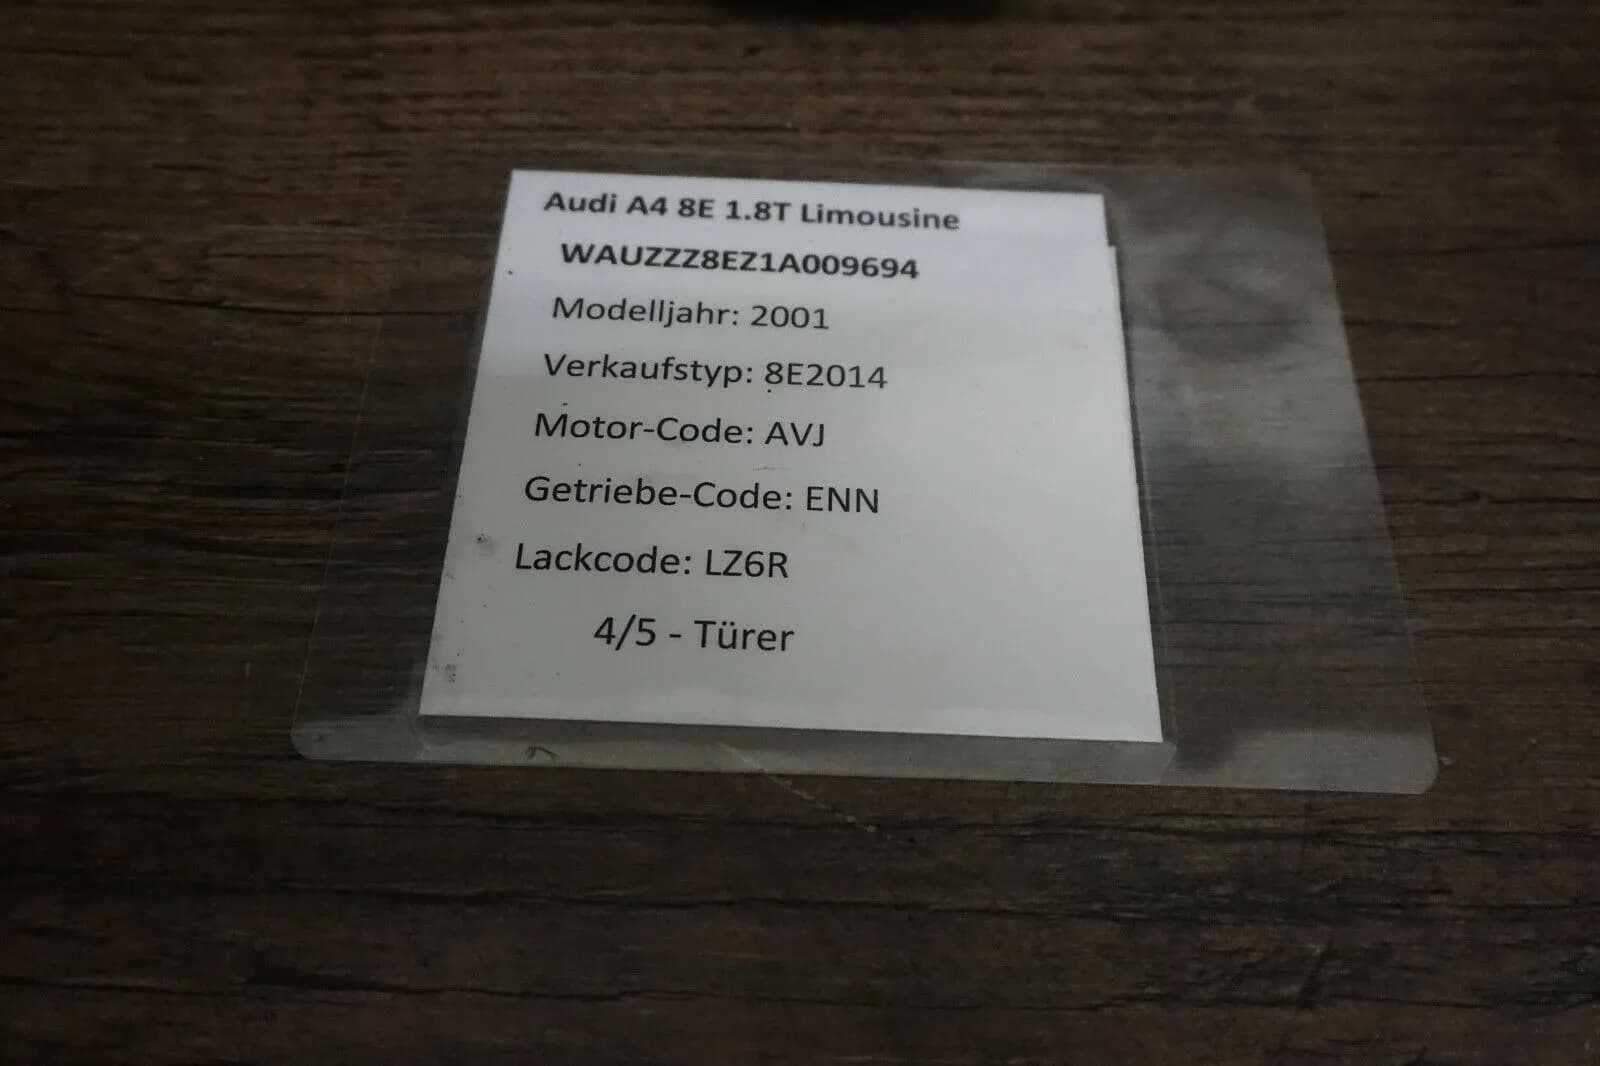 Audi A4 8E 1.8T Limousine
WAUZZZ8EZ1A009694
Modelljahr: 2001
Verkaufstyp: 8E2014
Motor-Code: AVJ
Getriebe-Code: ENN
Lackcode: LZ6R
4/5 - Türer